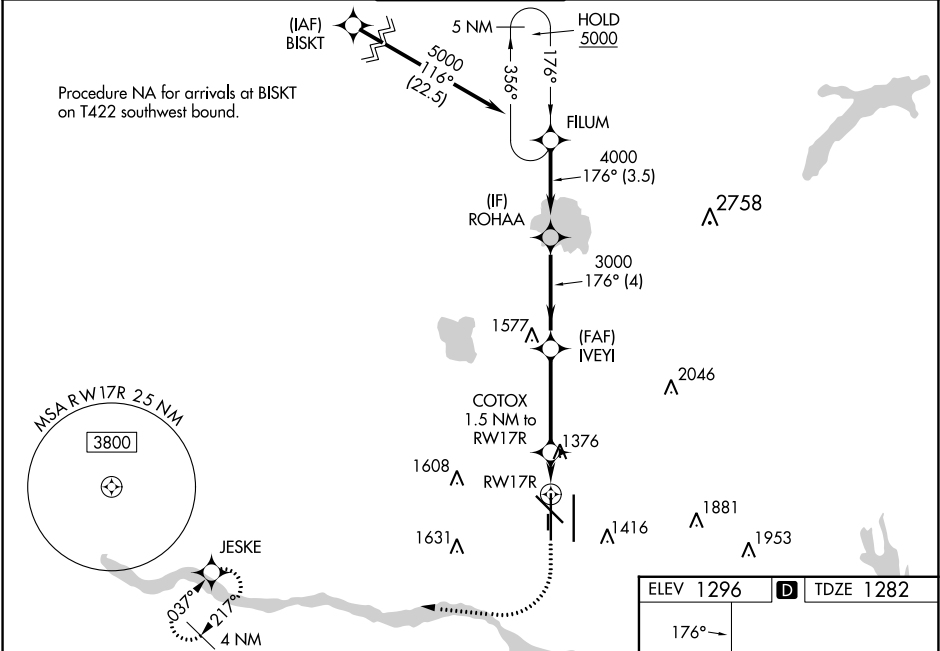 (IAF)
BISKT
5 NM
HOLD
5000
5000
116°
(22.5)
356°
176°
Procedure NA for arrivals at BISKT
on T422 southwest bound.
FILUM
4000
176° (3.5)
(IF)
ROHAA
2758
3000
176° (4)
1577
(FAF)
IVEYI
2046
MSA RW17R 25 NM
3800
COTOX
1.5 NM to
RW17R
1376
1608
RW17R
1631
1416
1881
1953
JESKE
037°
217°
4 NM
ELEV 1296 D TDZE 1282
176°